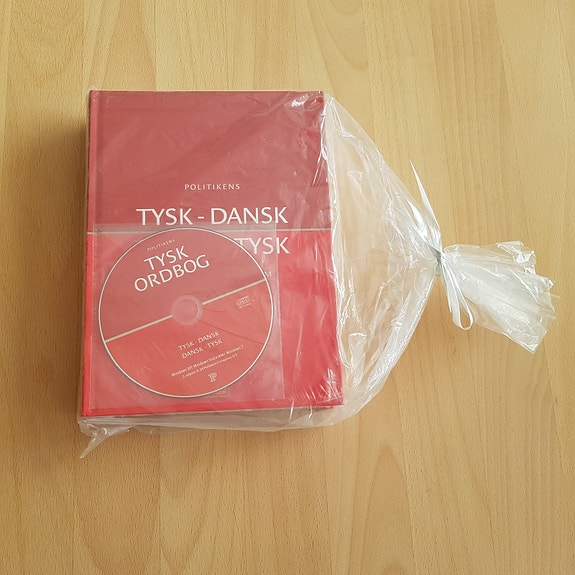 POLITIKENS
TYSK - DANSK
TYSK
POLITIKENS
TYSK
ORDBOG
TYSK - DANSK
DANSK - TYSK